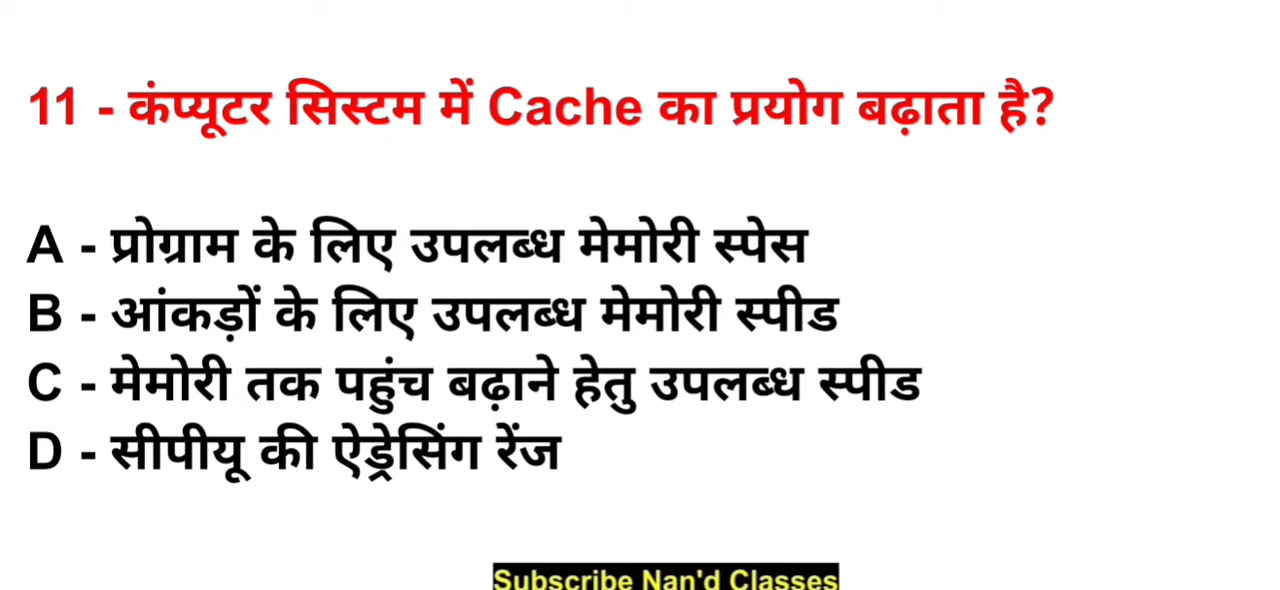 11 - कंप्यूटर सिस्टम में Cache का प्रयोग बढ़ाता है?
A - प्रोग्राम के लिए उपलब्ध मेमोरी स्पेस
B - आंकड़ों के लिए उपलब्ध मेमोरी स्पीड
C - मेमोरी तक पहुंच बढ़ाने हेतु उपलब्ध स्पीड
D - सीपीयू की ऐड्रेसिंग रेंज
Subscribe Nan'd Classes